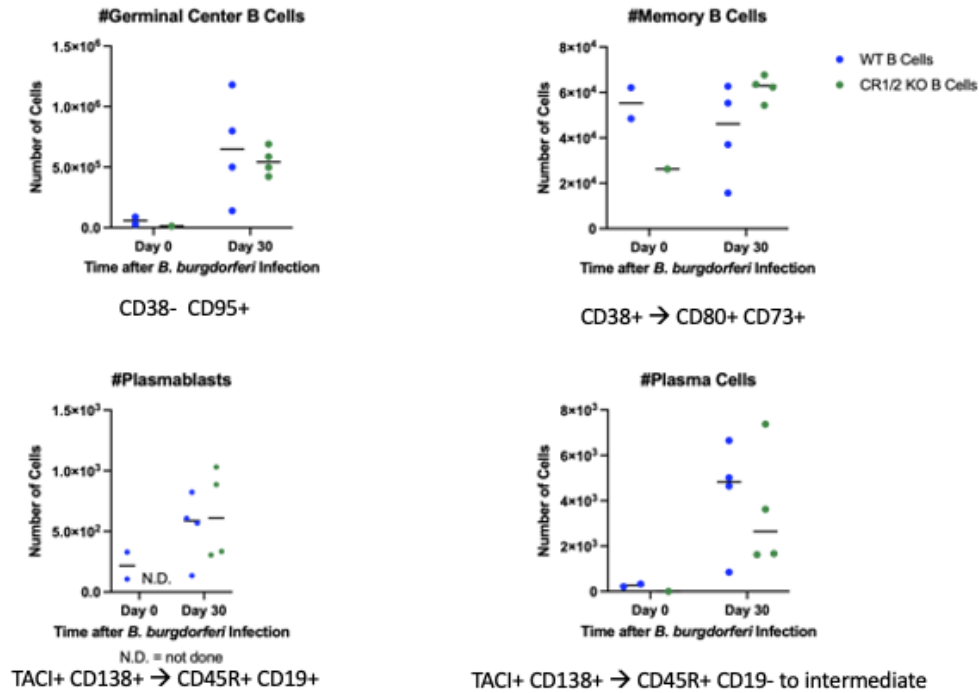 #Germinal Center B Cells
1.5×10⁶
1.0×10⁶
5.0×10⁵
0.0
Number of Cells
Day 0 Day 30
Time after B. burgdorferi Infection
CD38- CD95+
#Memory B Cells
8×10⁴
6×10⁴
4×10⁴
2×10⁴
0
Number of Cells
Day 0 Day 30
Time after B. burgdorferi Infection
WT B Cells
CR1/2 KO B Cells
CD38+ → CD80+ CD73+
#Plasmablasts
1.5×10³
1.0×10³
5.0×10²
0.0
Number of Cells
N.D.
Day 0 Day 30
Time after B. burgdorferi Infection
N.D. = not done
TACI+ CD138+ → CD45R+ CD19+
#Plasma Cells
8×10³
6×10³
4×10³
2×10³
0
Number of Cells
Day 0 Day 30
Time after B. burgdorferi Infection
TACI+ CD138+ → CD45R+ CD19- to intermediate